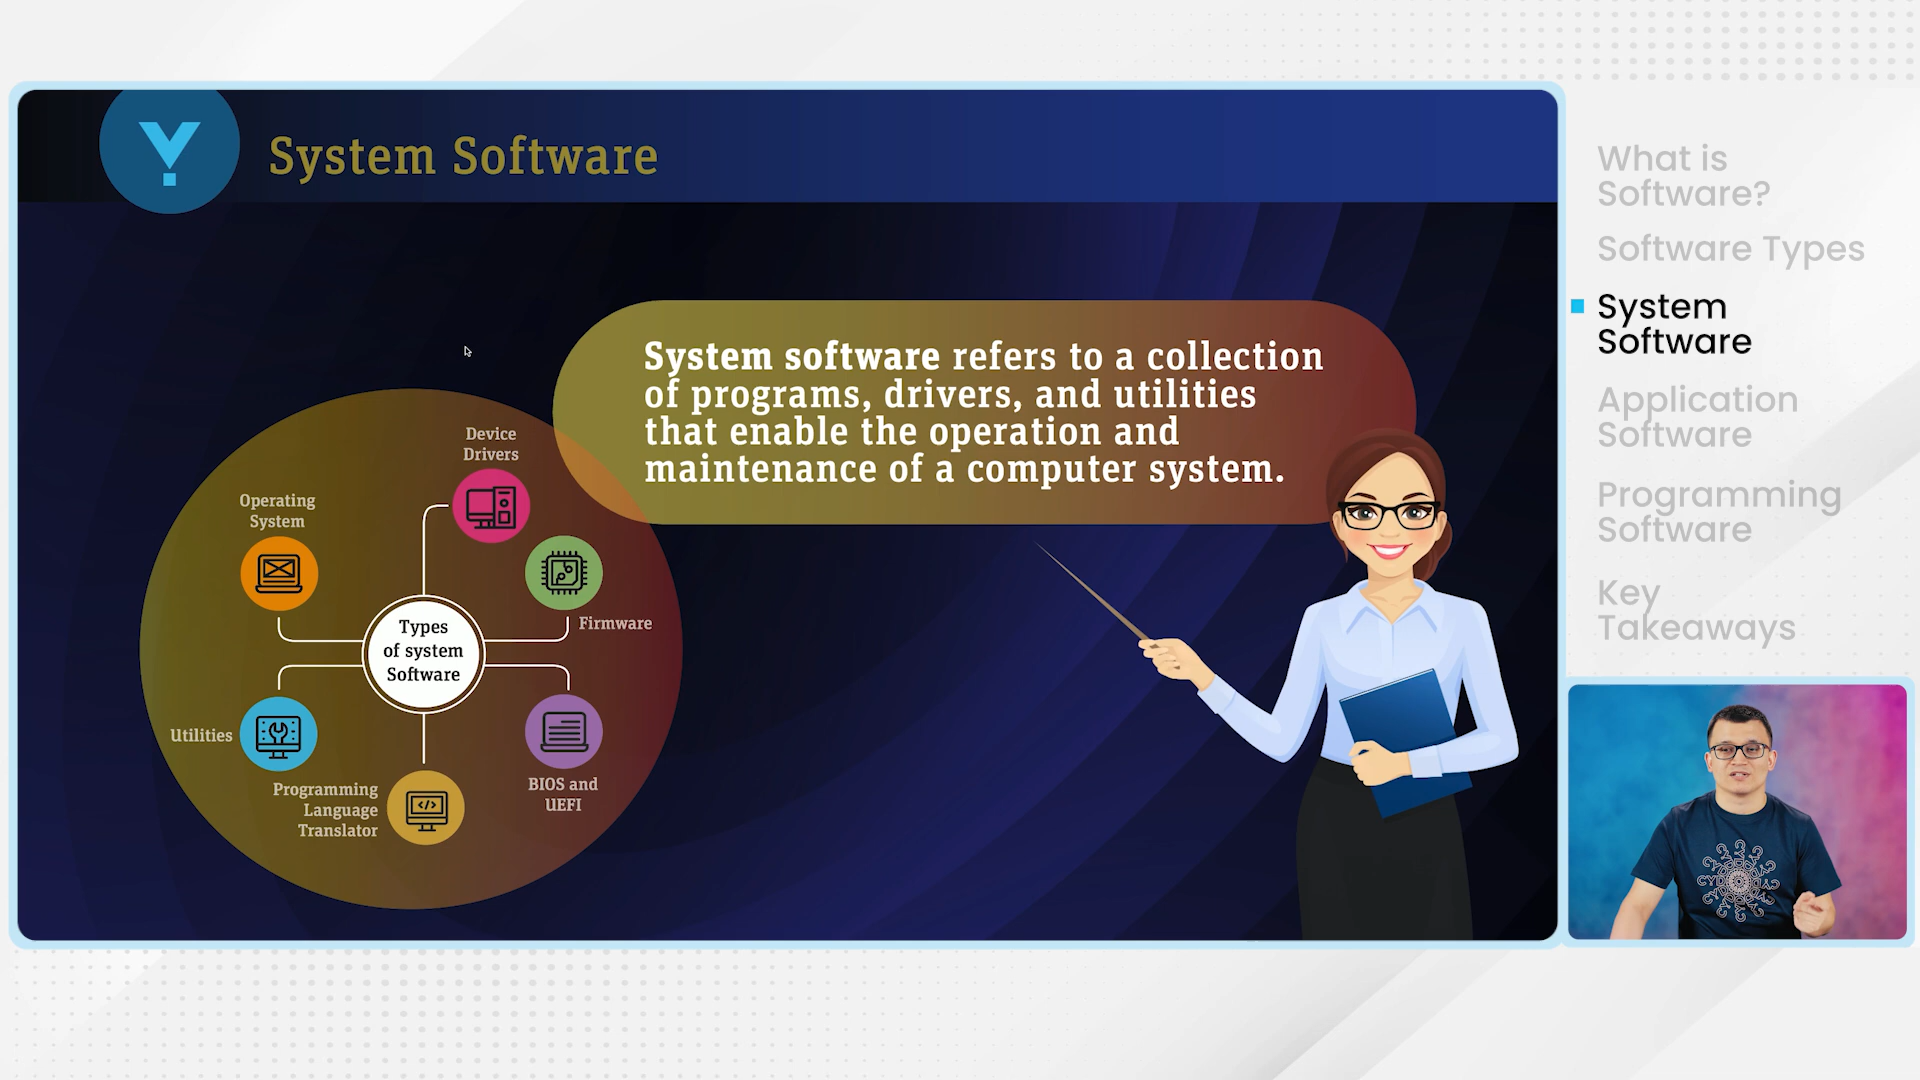 System Software
System software refers to a collection
of programs, drivers, and utilities
that enable the operation and
maintenance of a computer system.
Device
Drivers
Operating
System
Firmware
Types
of system
Software
Utilities
Programming
Language
Translator
BIOS and
UEFI
What is
Software?
Software Types
System
Software
Application
Software
Programming
Software
Key
Takeaways